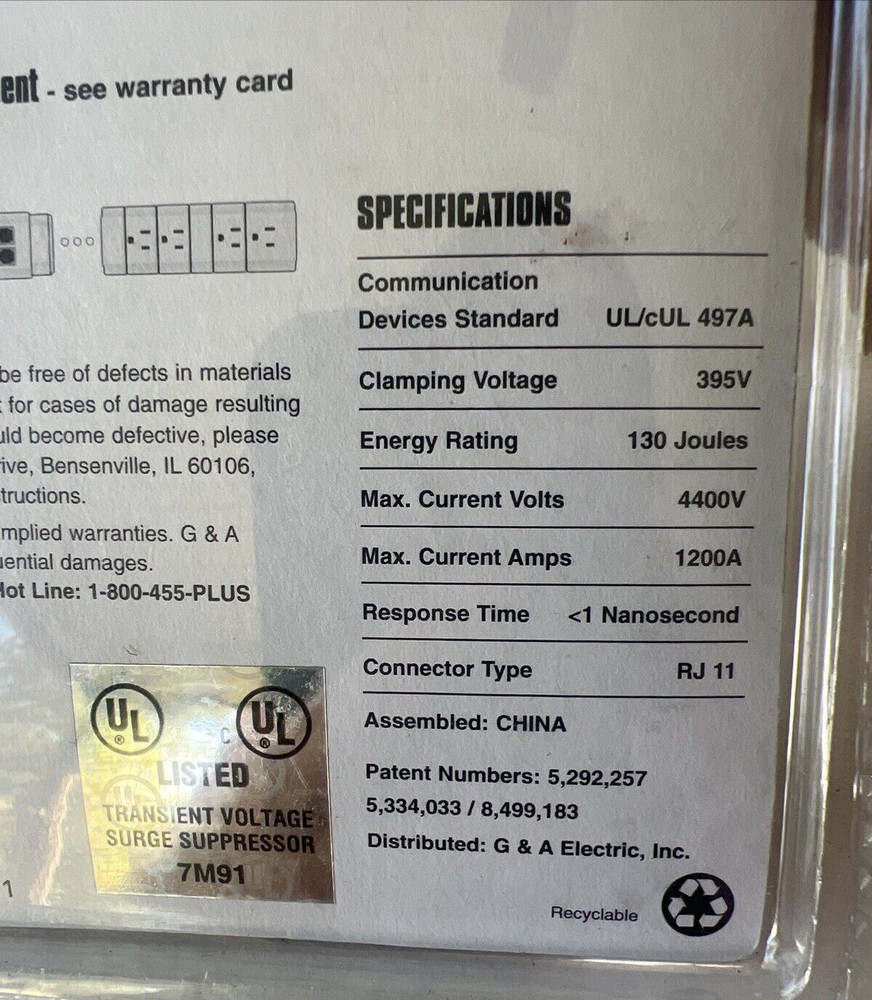 ent - see warranty card
be free of defects in materials
for cases of damage resulting
uld become defective, please
rive, Bensenville, IL 60106,
tructions.
mplied warranties. G & A
uential damages.
Hot Line: 1-800-455-PLUS
UL ® C UL ®
LISTED
TRANSIENT VOLTAGE
SURGE SUPPRESSOR
7M91
1
SPECIFICATIONS
Communication
Devices Standard UL/cUL 497A
Clamping Voltage 395V
Energy Rating 130 Joules
Max. Current Volts 4400V
Max. Current Amps 1200A
Response Time <1 Nanosecond
Connector Type RJ 11
Assembled: CHINA
Patent Numbers: 5,292,257
5,334,033 / 8,499,183
Distributed: G & A Electric, Inc.
Recyclable